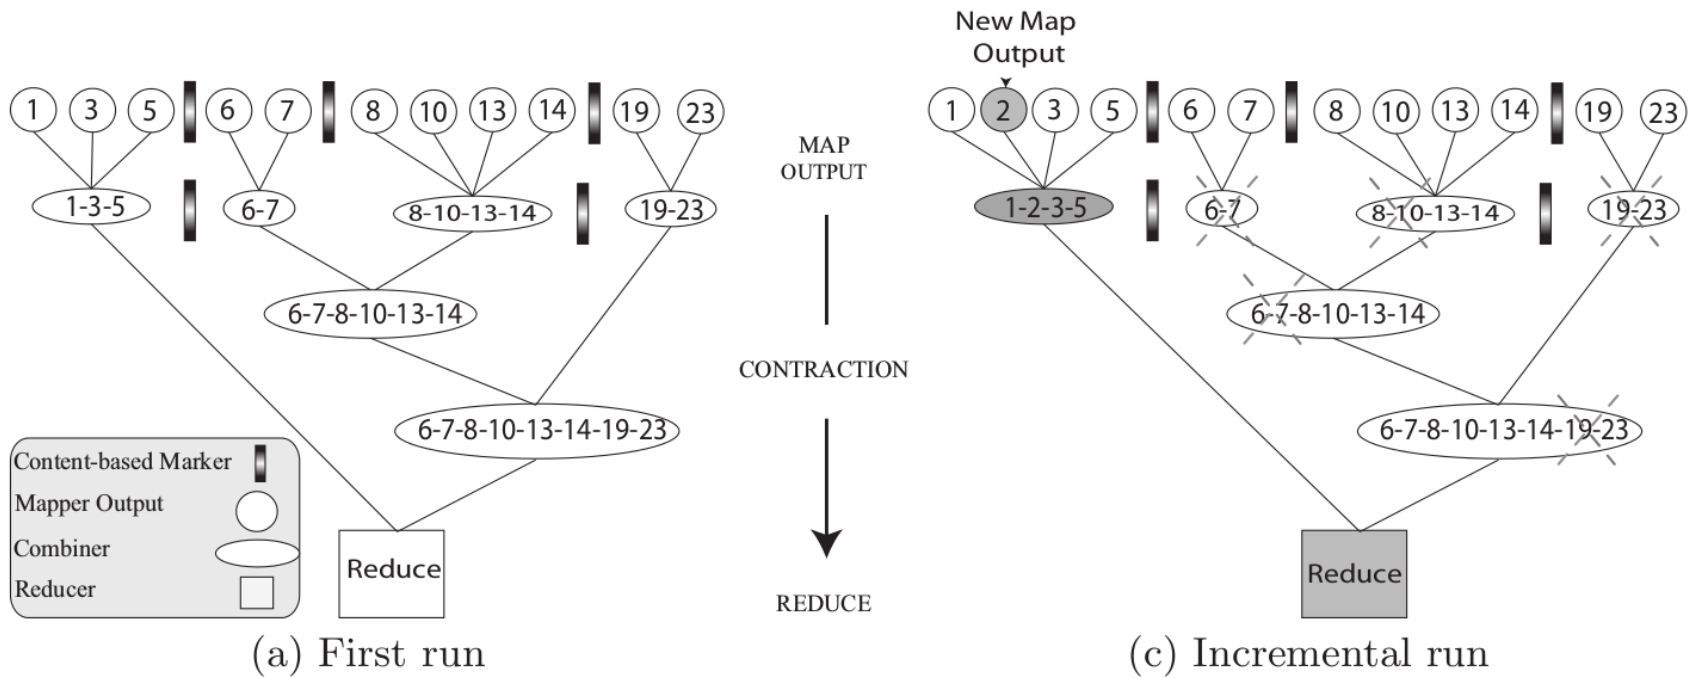 New Map
Output
1 3 5 6 7 8 10 13 14 19 23
1-3-5 6-7 8-10-13-14 19-23
6-7-8-10-13-14
6-7-8-10-13-14-19-23
Reduce
Content-based Marker
Mapper Output
Combiner
Reducer
(a) First run
MAP
OUTPUT
CONTRACTION
REDUCE
1 2 3 5 6 7 8 10 13 14 19 23
1-2-3-5 6-7 8-10-13-14 19-23
6-7-8-10-13-14
6-7-8-10-13-14-19-23
Reduce
(c) Incremental run